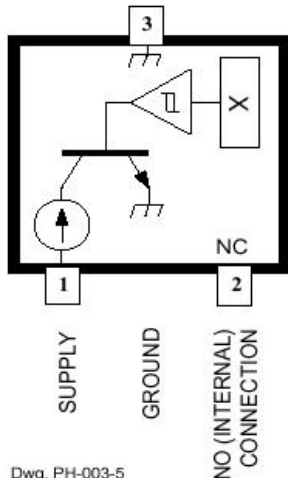 3
X
NC
1
2
SUPPLY
GROUND
NO (INTERNAL)
CONNECTION
Dwg. PH-003-5